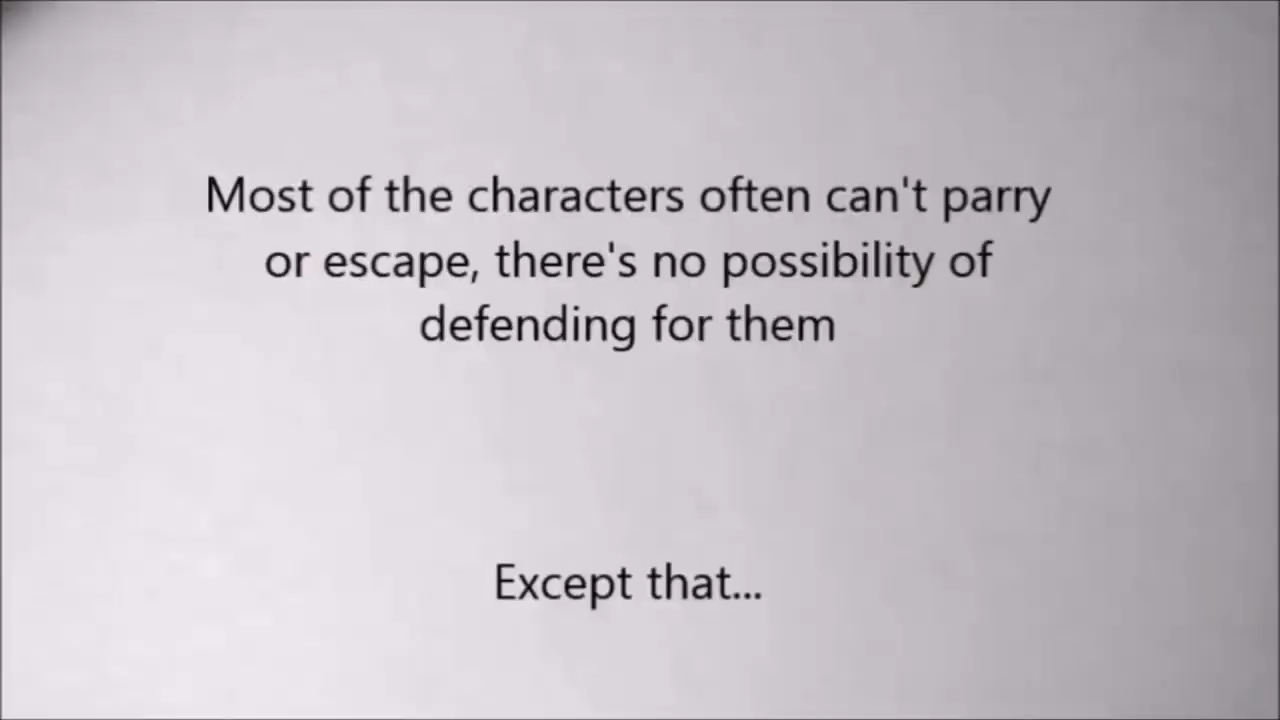 Most of the characters often can't parry
or escape, there's no possibility of
defending for them
Except that...